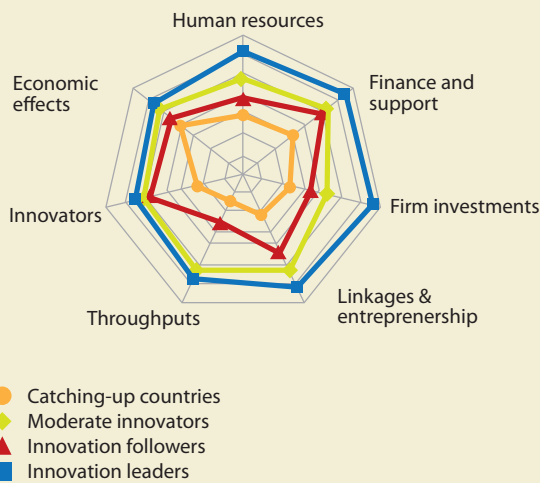 Human resources
Economic
effects
Finance and
support
Innovators
Firm investments
Linkages &
entreprenership
Throughputs
Catching-up countries
Moderate innovators
Innovation followers
Innovation leaders